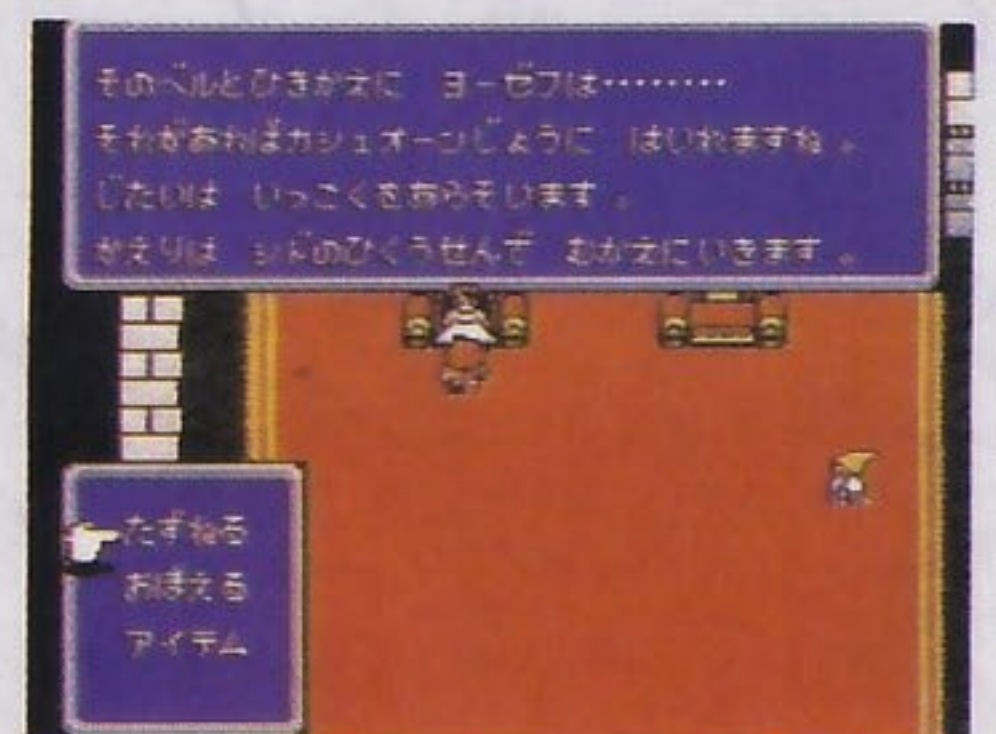 そのベルとひきかえに　ヨーゼフは………
それがあればカシュオーンじょうに　はいれますね。
じたいは　いっこくをあらそいます。
かえりは　シドのひくうせんで　むかえにいきます。
たずねる
おぼえる
アイテム